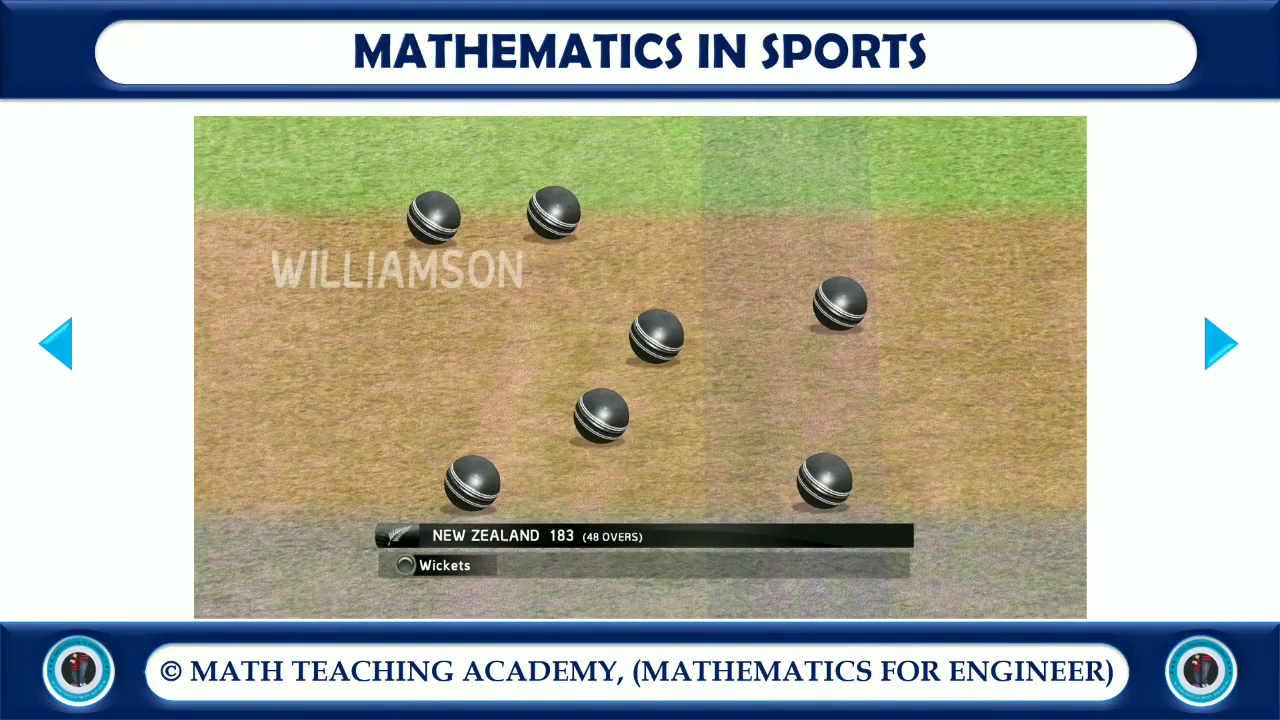 MATHEMATICS IN SPORTS
WILLIAMSON
NEW ZEALAND 183 (48 OVERS)
Wickets
© MATH TEACHING ACADEMY, (MATHEMATICS FOR ENGINEER)